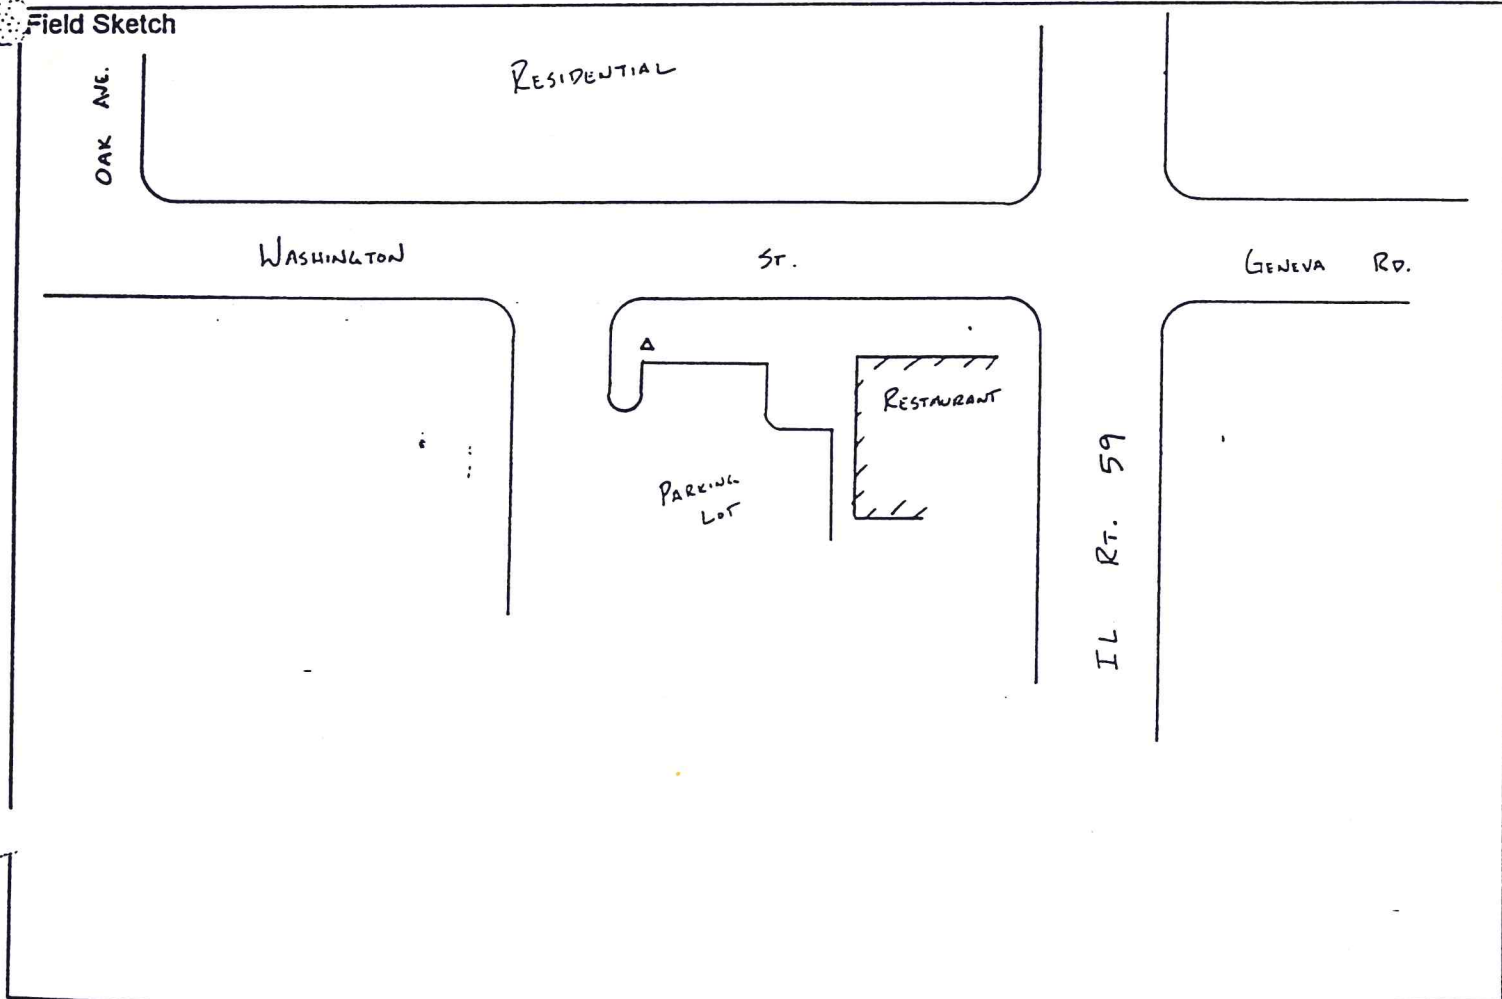 Field Sketch
OAK AVE.
RESIDENTIAL
WASHINGTON ST.
GENEVA RD.
RESTAURANT
PARKING
LOT
IL RT. 59